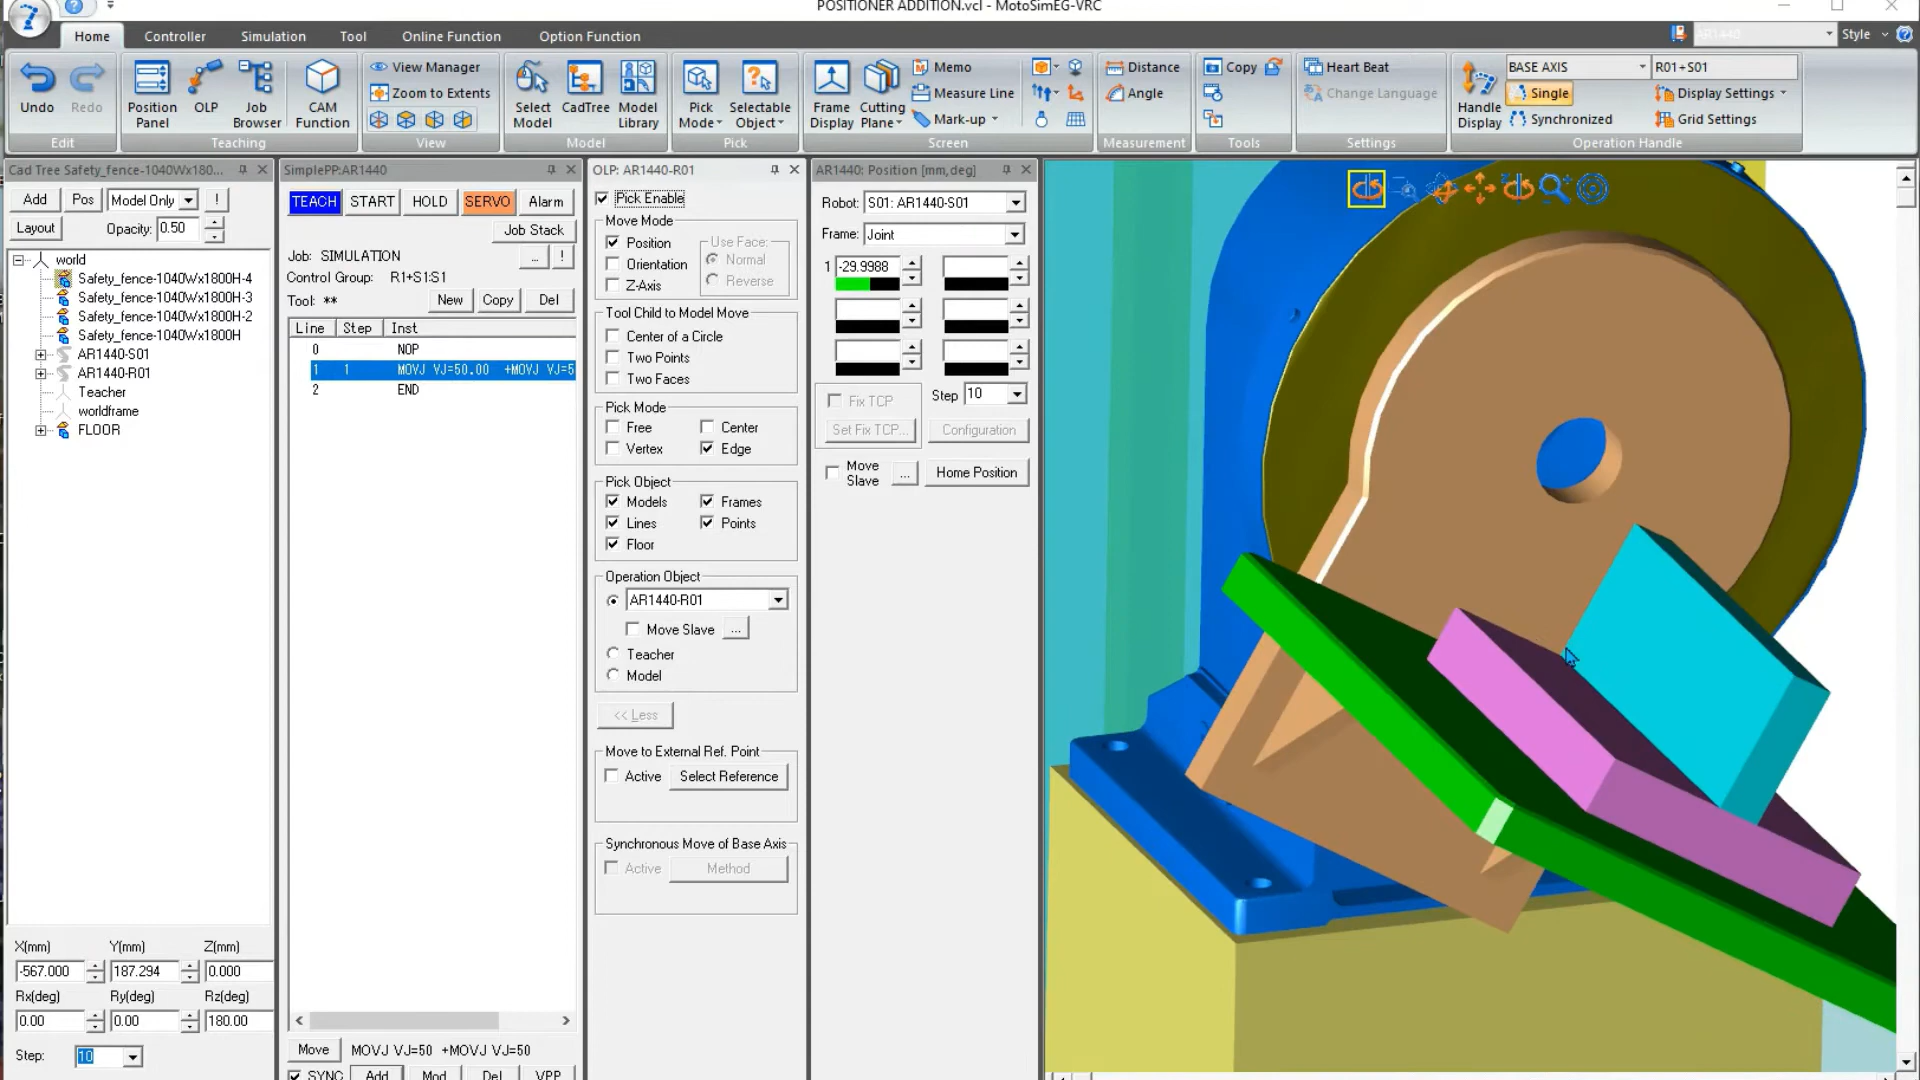 POSITIONER ADDITION.vcl - MotoSimEG-VRC
Home Controller Simulation Tool Online Function Option Function
AR1440 Style
Undo Redo
Edit
Position Panel OLP Job Browser CAM Function
Teaching
View Manager
Zoom to Extents
View
Select Model CadTree Model Library
Model
Pick Mode Selectable Object
Pick
Frame Display Cutting Plane
Memo
Measure Line
Mark-up
Screen
Distance
Angle
Measurement
Copy
Tools
Heart Beat
Change Language
Settings
Handle Display
BASE AXIS R01+S01
Single Display Settings
Synchronized Grid Settings
Operation Handle
Cad Tree Safety_fence-1040Wx180...
Add Pos Model Only !
Layout Opacity: 0.50
world
Safety_fence-1040Wx1800H-4
Safety_fence-1040Wx1800H-3
Safety_fence-1040Wx1800H-2
Safety_fence-1040Wx1800H
AR1440-S01
AR1440-R01
Teacher
worldframe
FLOOR
X(mm) Y(mm) Z(mm)
-567.000 187.294 0.000
Rx(deg) Ry(deg) Rz(deg)
0.00 0.00 180.00
Step: 10
SimplePP:AR1440
TEACH START HOLD SERVO Alarm
Job Stack
Job: SIMULATION ... !
Control Group: R1+S1:S1
Tool: ** New Copy Del
Line Step Inst
0 NOP
1 1 MOVJ VJ=50.00 +MOVJ VJ=5
2 END
Move MOVJ VJ=50 +MOVJ VJ=50
SYNC Add Mod Del VPP
OLP: AR1440-R01
Pick Enable
Move Mode
Position
Orientation
Z-Axis
Use Face:
Normal
Reverse
Tool Child to Model Move
Center of a Circle
Two Points
Two Faces
Pick Mode
Free Center
Vertex Edge
Pick Object
Models Frames
Lines Points
Floor
Operation Object
AR1440-R01
Move Slave ...
Teacher
Model
<< Less
Move to External Ref. Point
Active Select Reference
Synchronous Move of Base Axis
Active Method
AR1440: Position [mm,deg]
Robot: S01: AR1440-S01
Frame: Joint
1 -29.9988
Fix TCP Step 10
Set Fix TCP... Configuration
Move Slave ... Home Position